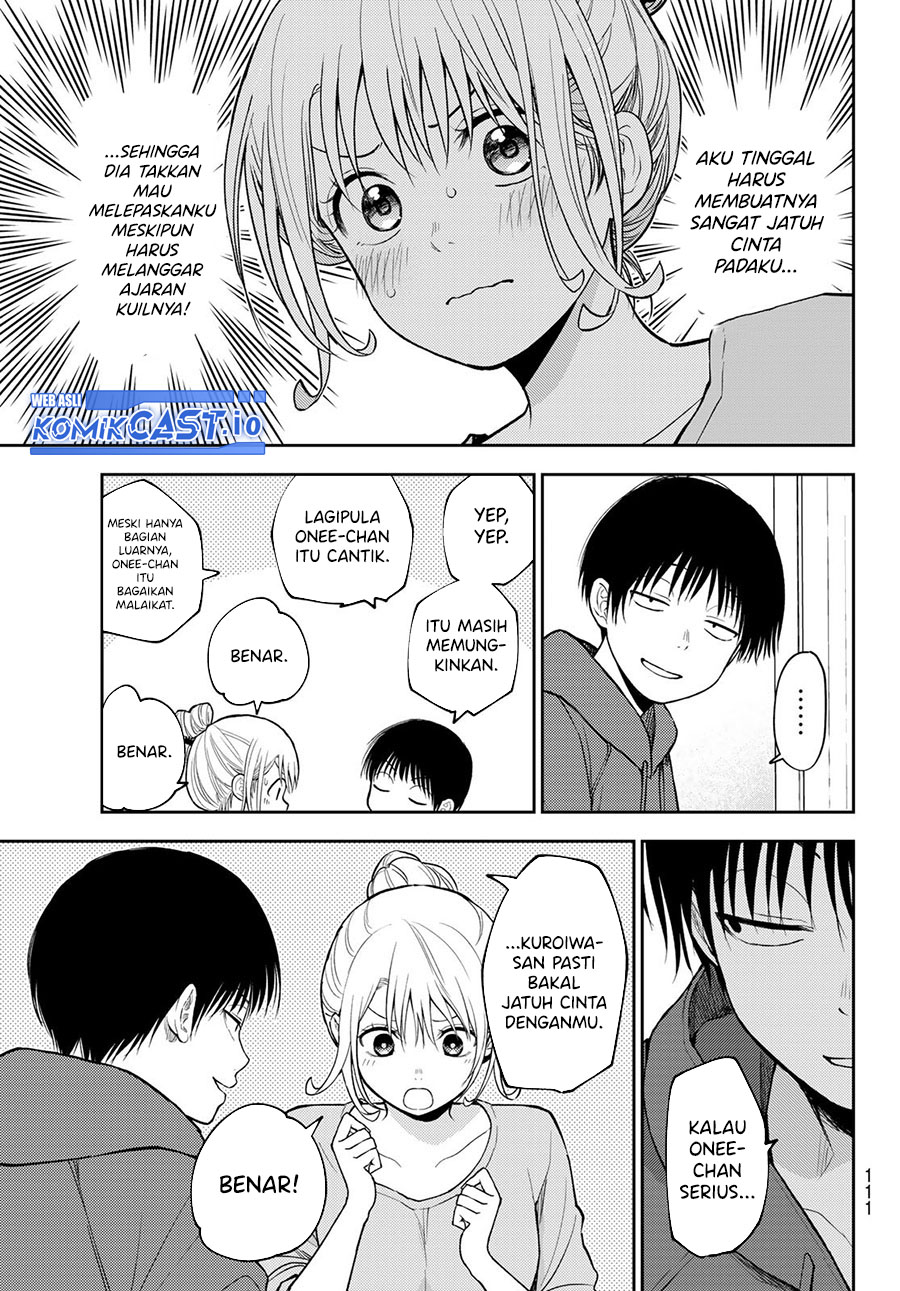 AKU TINGGAL
HARUS
MEMBUATNYA
SANGAT JATUH
CINTA
PADAKU...
...SEHINGGA
DIA TAKKAN
MAU
MELEPASKANKU
MESKIPUN
HARUS
MELANGGAR
AJARAN
KUILNYA!
WEB ASLI
KOMIKCAST.IO
........
YEP,
YEP.
ITU MASIH
MEMUNG-
KINKAN.
LAGIPULA
ONEE-CHAN
ITU CANTIK.
BENAR.
MESKI HANYA
BAGIAN
LUARNYA,
ONEE-CHAN
ITU
BAGAIKAN
MALAIKAT.
BENAR.
KALAU
ONEE-
CHAN
SERIUS...
...KUROIWA-
SAN PASTI
BAKAL
JATUH CINTA
DENGANMU.
BENAR!
111